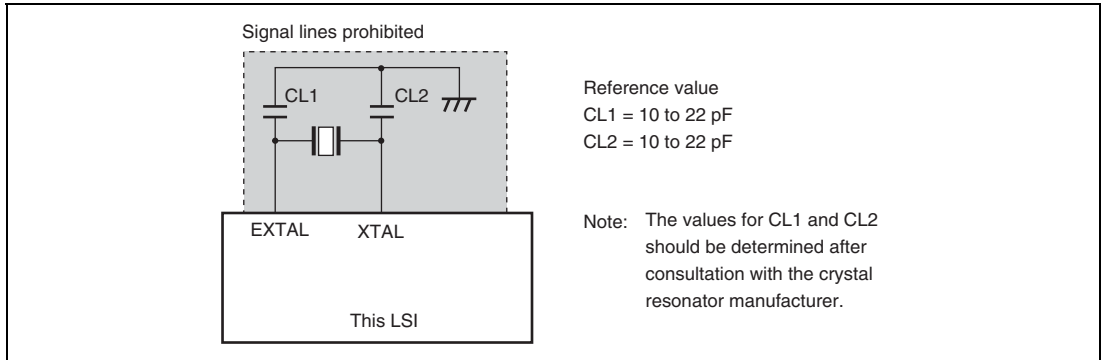 Signal lines prohibited
CL1
CL2
EXTAL
XTAL
This LSI
Reference value
CL1 = 10 to 22 pF
CL2 = 10 to 22 pF
Note: The values for CL1 and CL2
should be determined after
consultation with the crystal
resonator manufacturer.